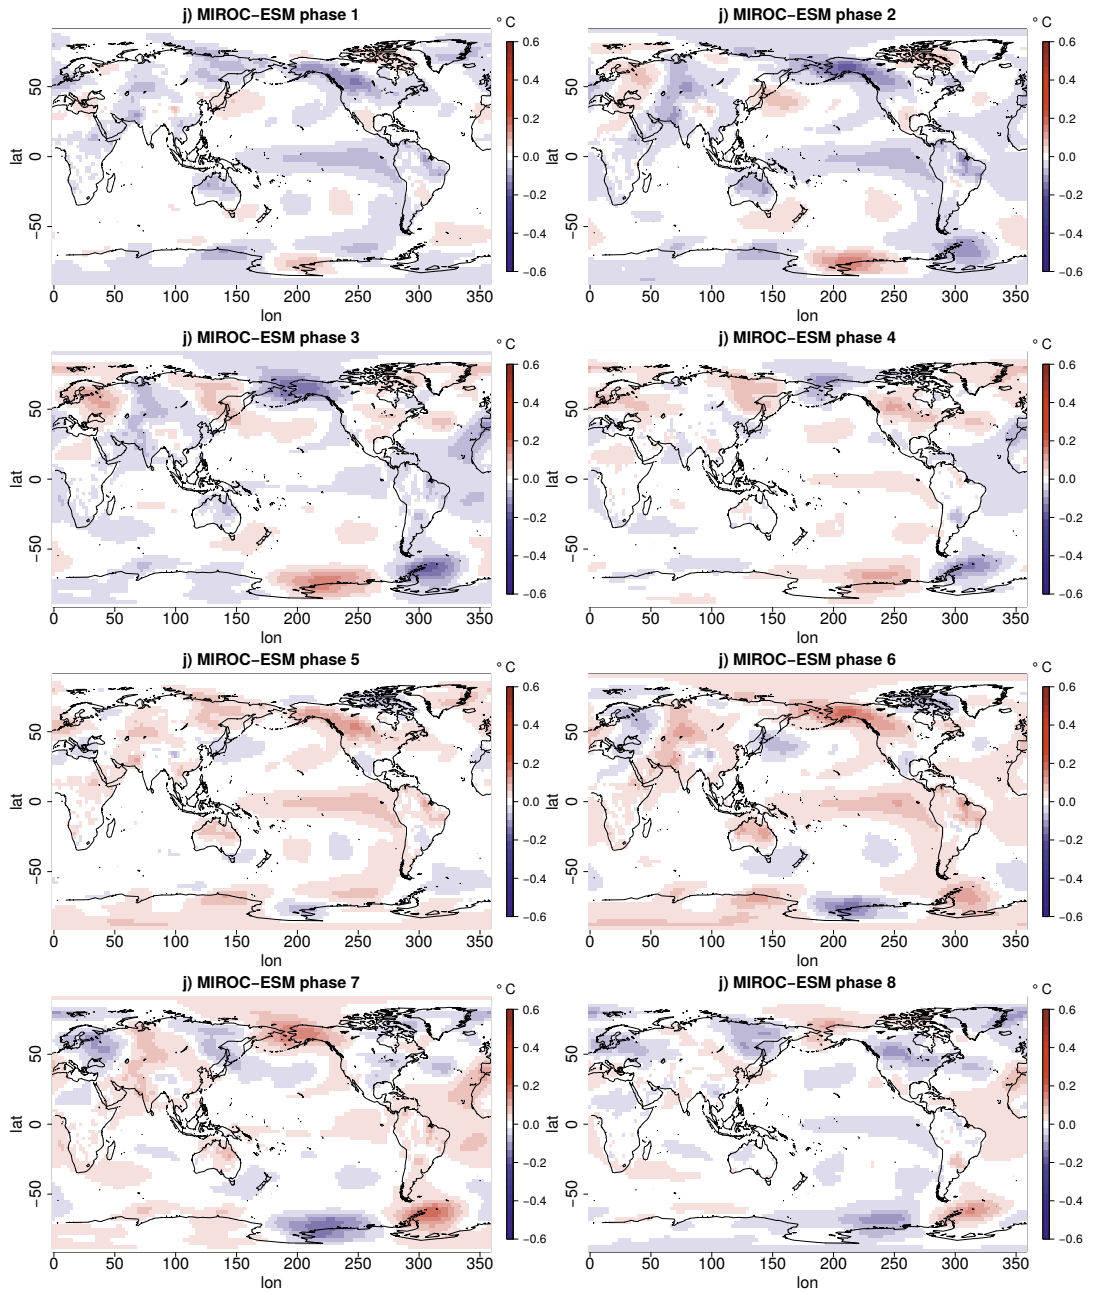 j) MIROC−ESM phase 1
° C
0.6
0.4
0.2
0.0
−0.2
−0.4
−0.6
lat
50
0
−50
0 50 100 150 200 250 300 350
lon
j) MIROC−ESM phase 2
° C
0.6
0.4
0.2
0.0
−0.2
−0.4
−0.6
lat
50
0
−50
0 50 100 150 200 250 300 350
lon
j) MIROC−ESM phase 3
° C
0.6
0.4
0.2
0.0
−0.2
−0.4
−0.6
lat
50
0
−50
0 50 100 150 200 250 300 350
lon
j) MIROC−ESM phase 4
° C
0.6
0.4
0.2
0.0
−0.2
−0.4
−0.6
lat
50
0
−50
0 50 100 150 200 250 300 350
lon
j) MIROC−ESM phase 5
° C
0.6
0.4
0.2
0.0
−0.2
−0.4
−0.6
lat
50
0
−50
0 50 100 150 200 250 300 350
lon
j) MIROC−ESM phase 6
° C
0.6
0.4
0.2
0.0
−0.2
−0.4
−0.6
lat
50
0
−50
0 50 100 150 200 250 300 350
lon
j) MIROC−ESM phase 7
° C
0.6
0.4
0.2
0.0
−0.2
−0.4
−0.6
lat
50
0
−50
0 50 100 150 200 250 300 350
lon
j) MIROC−ESM phase 8
° C
0.6
0.4
0.2
0.0
−0.2
−0.4
−0.6
lat
50
0
−50
0 50 100 150 200 250 300 350
lon